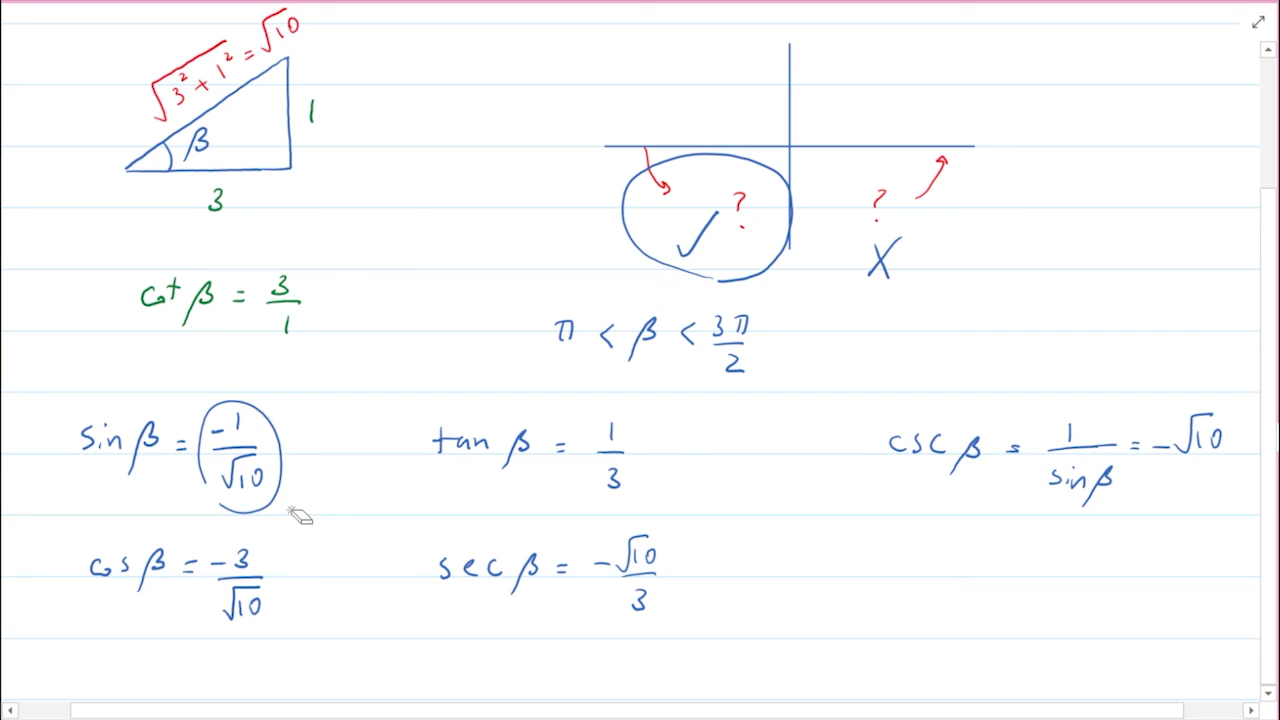 √(3² + 1²) = √10
β
1
3
? ?
✓ X
cot β = 3/1
π < β < 3π/2
sin β = -1/√10
tan β = 1/3
csc β = 1/sin β = -√10
cos β = -3/√10
sec β = -√10/3